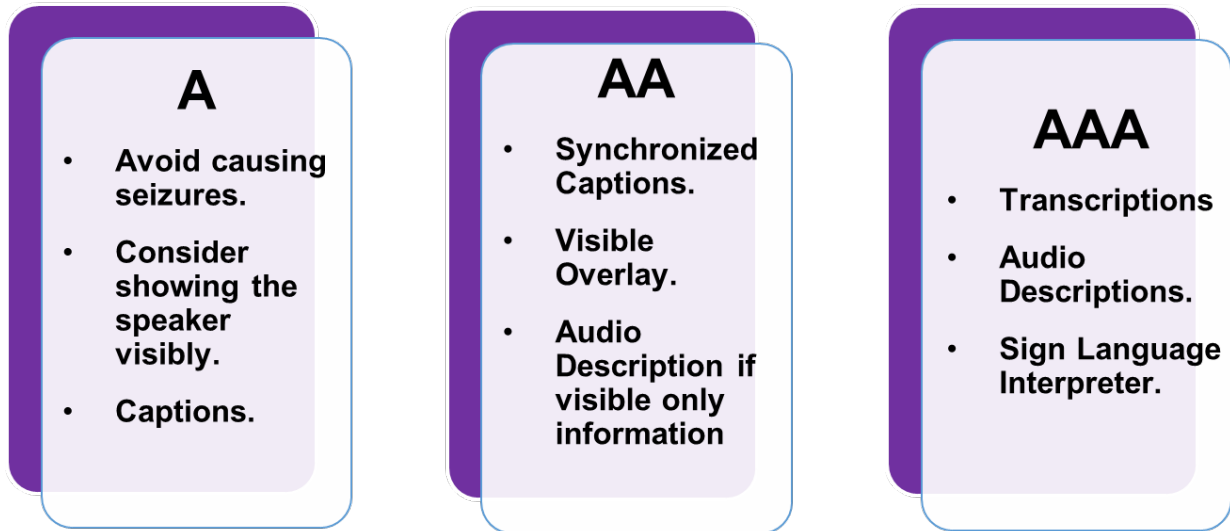 A
• Avoid causing
seizures.
• Consider
showing the
speaker
visibly.
• Captions.
AA
• Synchronized
Captions.
• Visible
Overlay.
• Audio
Description if
visible only
information
AAA
• Transcriptions
• Audio
Descriptions.
• Sign Language
Interpreter.